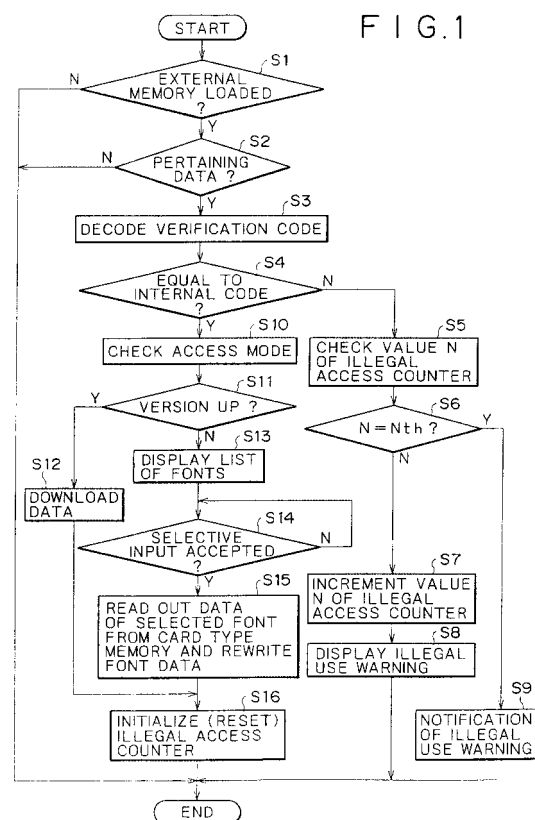 FIG.1
START
S1
EXTERNAL
MEMORY LOADED
?
N
Y
S2
PERTAINING
DATA ?
N
Y
S3
DECODE VERIFICATION CODE
S4
EQUAL TO
INTERNAL CODE
?
N
Y
S10
CHECK ACCESS MODE
S5
CHECK VALUE N
OF ILLEGAL
ACCESS COUNTER
S11
VERSION UP ?
Y
N
S6
N=Nth?
Y
N
S13
DISPLAY LIST
OF FONTS
S12
DOWNLOAD
DATA
S14
SELECTIVE
INPUT ACCEPTED
?
N
Y
S15
READ OUT DATA
OF SELECTED FONT
FROM CARD TYPE
MEMORY AND REWRITE
FONT DATA
S7
INCREMENT VALUE
N OF ILLEGAL
ACCESS COUNTER
S8
DISPLAY ILLEGAL
USE WARNING
S16
INITIALIZE (RESET)
ILLEGAL ACCESS
COUNTER
S9
NOTIFICATION
OF ILLEGAL
USE WARNING
END